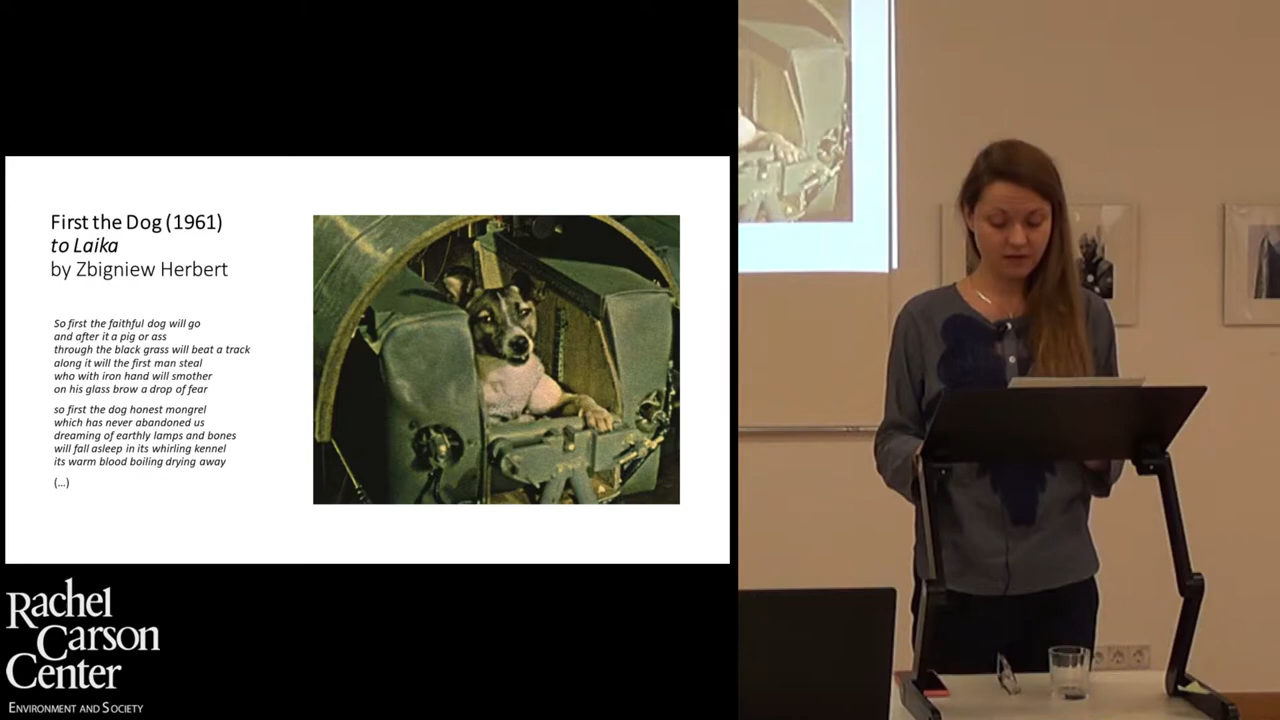 First the Dog (1961)
to Laika
by Zbigniew Herbert
So first the faithful dog will go
and after it a pig or ass
through the black grass will beat a track
along it will the first man steal
who with iron hand will smother
on his glass brow a drop of fear
so first the dog honest mongrel
which has never abandoned us
dreaming of earthly lamps and bones
will fall asleep in its whirling kennel
its warm blood boiling drying away
(...)
Rachel
Carson
Center
ENVIRONMENT AND SOCIETY